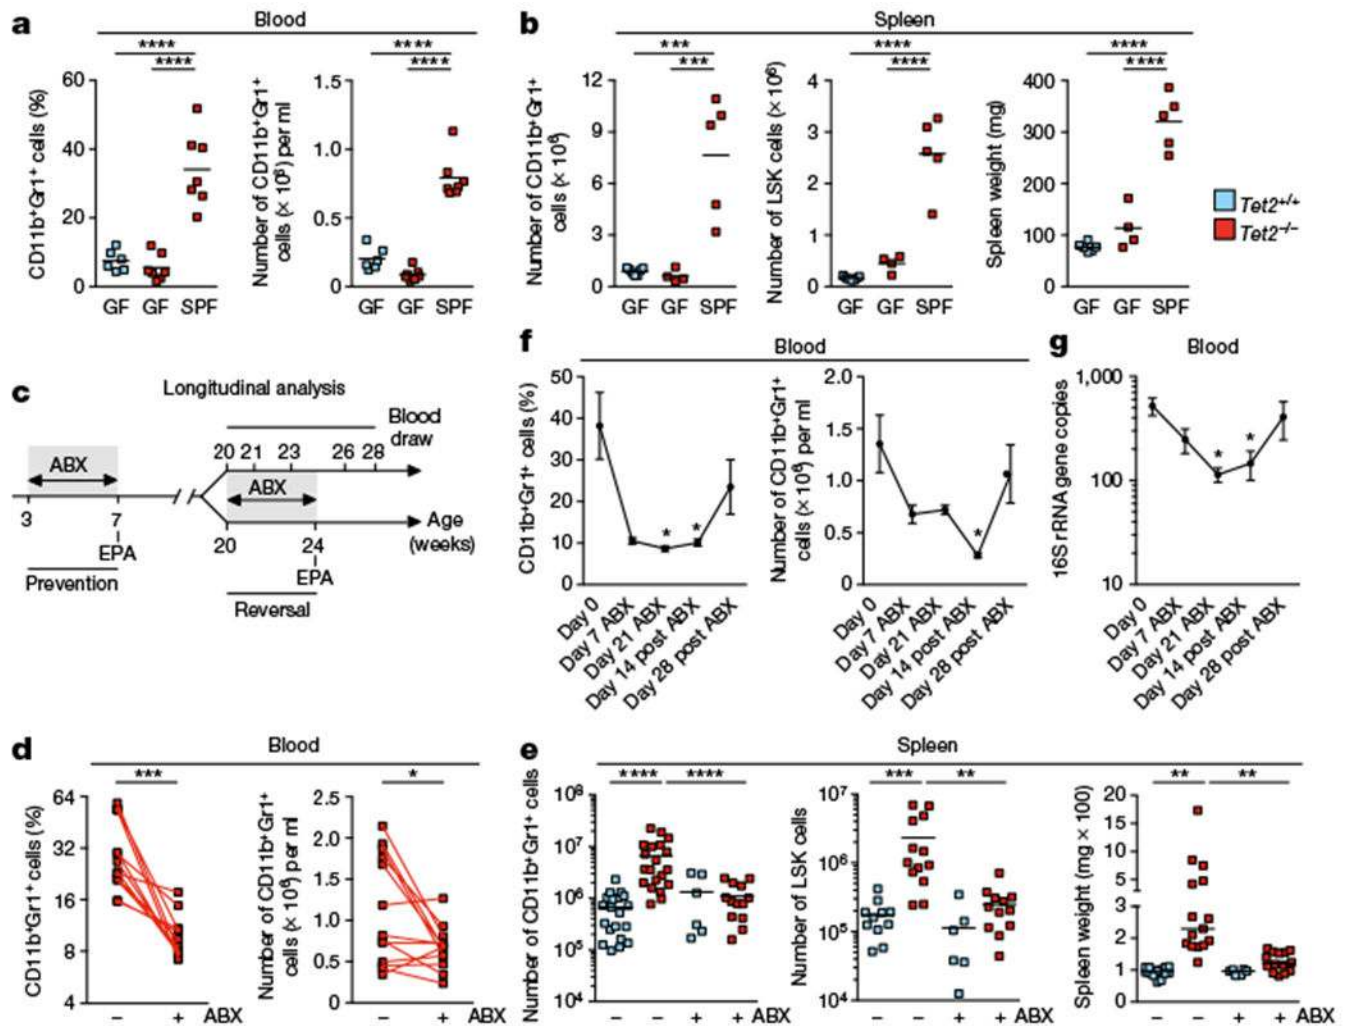 a
Blood
****
****
CD11b⁺Gr1⁺ cells (%)
60
40
20
0
GF GF SPF
****
****
Number of CD11b⁺Gr1⁺
cells (× 10⁶) per ml
1.5
1.0
0.5
0
GF GF SPF
b
Spleen
***
***
Number of CD11b⁺Gr1⁺
cells (× 10⁶)
12
9
6
3
0
GF GF SPF
****
****
Number of LSK cells (× 10⁶)
4
3
2
1
0
GF GF SPF
****
****
Spleen weight (mg)
400
300
200
100
0
GF GF SPF
Tet2⁺/⁺
Tet2⁻/⁻
c
Longitudinal analysis
Blood
draw
20 21 23 26 28
ABX
ABX
3 7
EPA
Prevention
Age
(weeks)
20 24
EPA
Reversal
f
Blood
CD11b⁺Gr1⁺ cells (%)
50
40
30
20
10
0
* *
Day 0
Day 7 ABX
Day 21 ABX
Day 14 post ABX
Day 28 post ABX
Number of CD11b⁺Gr1⁺
cells (× 10⁶) per ml
2.0
1.5
1.0
0.5
0
*
Day 0
Day 7 ABX
Day 21 ABX
Day 14 post ABX
Day 28 post ABX
g
Blood
16S rRNA gene copies
1,000
100
10
* *
Day 0
Day 7 ABX
Day 21 ABX
Day 14 post ABX
Day 28 post ABX
d
Blood
***
CD11b⁺Gr1⁺ cells (%)
64
32
16
8
4
– + ABX
*
Number of CD11b⁺Gr1⁺
cells (× 10⁶) per ml
2.5
2.0
1.5
1.0
0.5
0
– + ABX
e
Spleen
**** ****
Number of CD11b⁺Gr1⁺ cells
10⁸
10⁷
10⁶
10⁵
10⁴
– – + + ABX
*** **
Number of LSK cells
10⁷
10⁶
10⁵
10⁴
– – + + ABX
** **
Spleen weight (mg × 100)
20
15
10
5
3
2
1
0
– – + + ABX